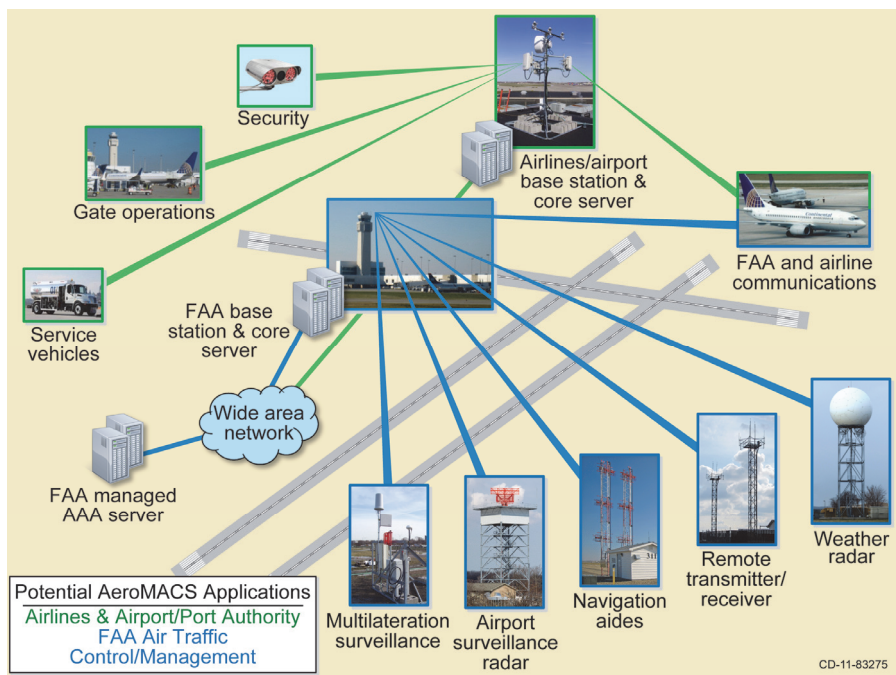 Security
Gate operations
Service
vehicles
Airlines/airport
base station &
core server
FAA and airline
communications
FAA base
station & core
server
Wide area
network
FAA managed
AAA server
Multilateration
surveillance
Airport
surveillance
radar
Navigation
aides
Remote
transmitter/
receiver
Weather
radar
Potential AeroMACS Applications
Airlines & Airport/Port Authority
FAA Air Traffic
Control/Management
CD-11-83275